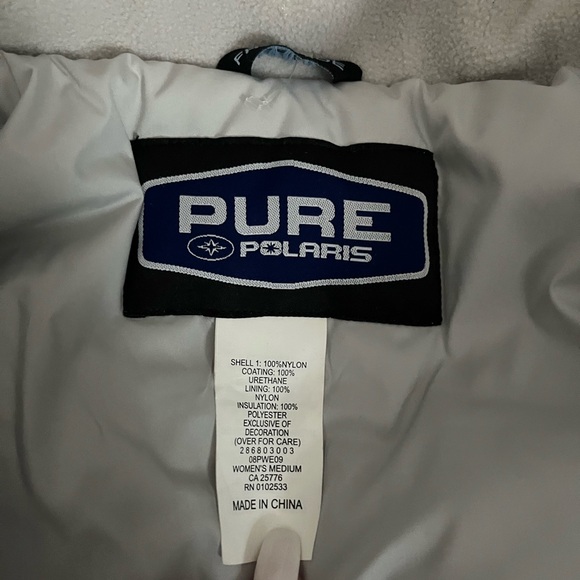 PURE
POLARIS
SHELL 1: 100%NYLON
COATING: 100%
URETHANE
LINING: 100%
NYLON
INSULATION: 100%
POLYESTER
EXCLUSIVE OF
DECORATION
(OVER FOR CARE)
286803003
08PWE09
WOMEN'S MEDIUM
CA 25776
RN 0102533
MADE IN CHINA